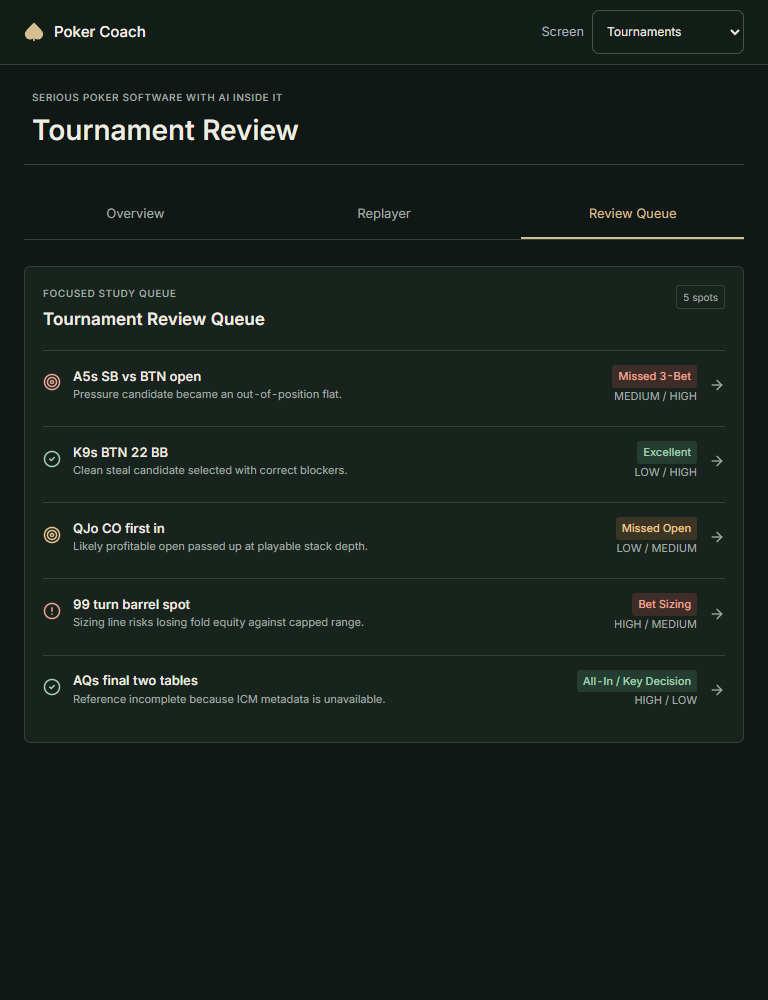 Poker Coach
Screen
Tournaments
SERIOUS POKER SOFTWARE WITH AI INSIDE IT
Tournament Review
Overview
Replayer
Review Queue
FOCUSED STUDY QUEUE
5 spots
Tournament Review Queue
A5s SB vs BTN open
Missed 3-Bet
Pressure candidate became an out-of-position flat.
MEDIUM / HIGH
K9s BTN 22 BB
Excellent
Clean steal candidate selected with correct blockers.
LOW / HIGH
QJo CO first in
Missed Open
Likely profitable open passed up at playable stack depth.
LOW / MEDIUM
99 turn barrel spot
Bet Sizing
Sizing line risks losing fold equity against capped range.
HIGH / MEDIUM
AQs final two tables
All-In / Key Decision
Reference incomplete because ICM metadata is unavailable.
HIGH / LOW